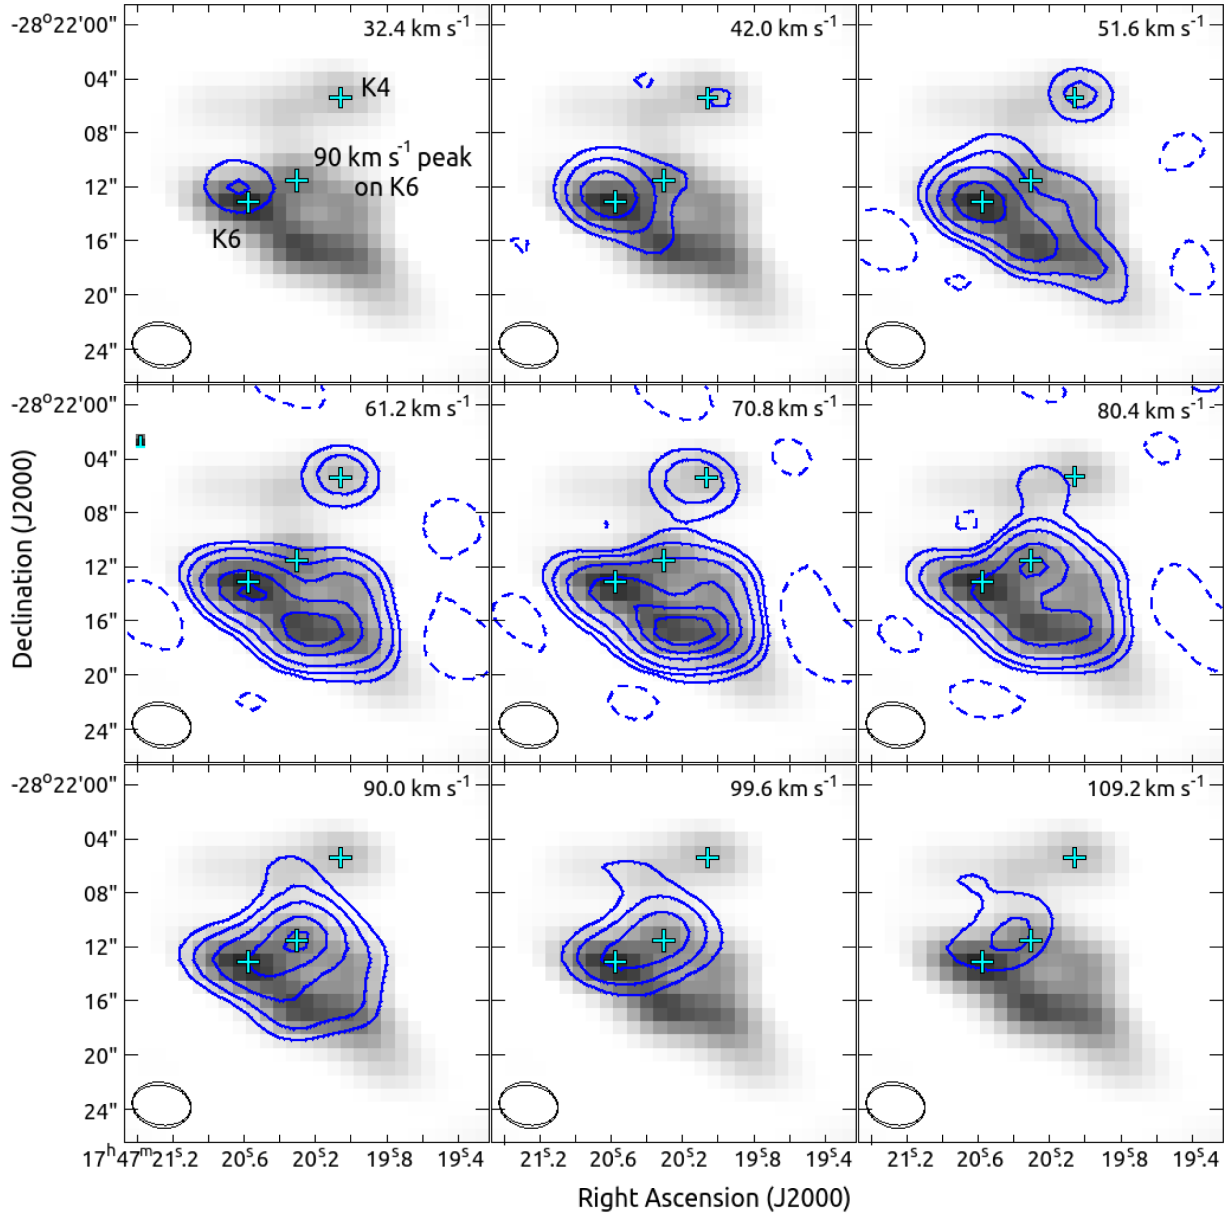 -28°22'00"
04"
08"
12"
16"
20"
24"
32.4 km s⁻¹
K4
90 km s⁻¹ peak
on K6
K6
42.0 km s⁻¹
51.6 km s⁻¹
Declination (J2000)
-28°22'00"
04"
08"
12"
16"
20"
24"
61.2 km s⁻¹
70.8 km s⁻¹
80.4 km s⁻¹
-28°22'00"
04"
08"
12"
16"
20"
24"
90.0 km s⁻¹
99.6 km s⁻¹
109.2 km s⁻¹
17ʰ47ᵐ21ˢ.2 20ˢ.6 20ˢ.2 19ˢ.8 19ˢ.4
21ˢ.2 20ˢ.6 20ˢ.2 19ˢ.8 19ˢ.4
21ˢ.2 20ˢ.6 20ˢ.2 19ˢ.8 19ˢ.4
Right Ascension (J2000)